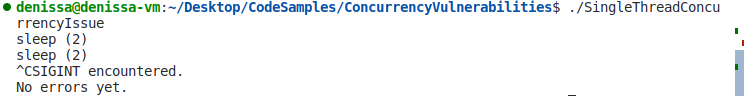 denissa@denissa-vm:~/Desktop/CodeSamples/ConcurrencyVulnerabilities$ ./SingleThreadConcu
rrencyIssue
sleep (2)
sleep (2)
^CSIGINT encountered.
No errors yet.